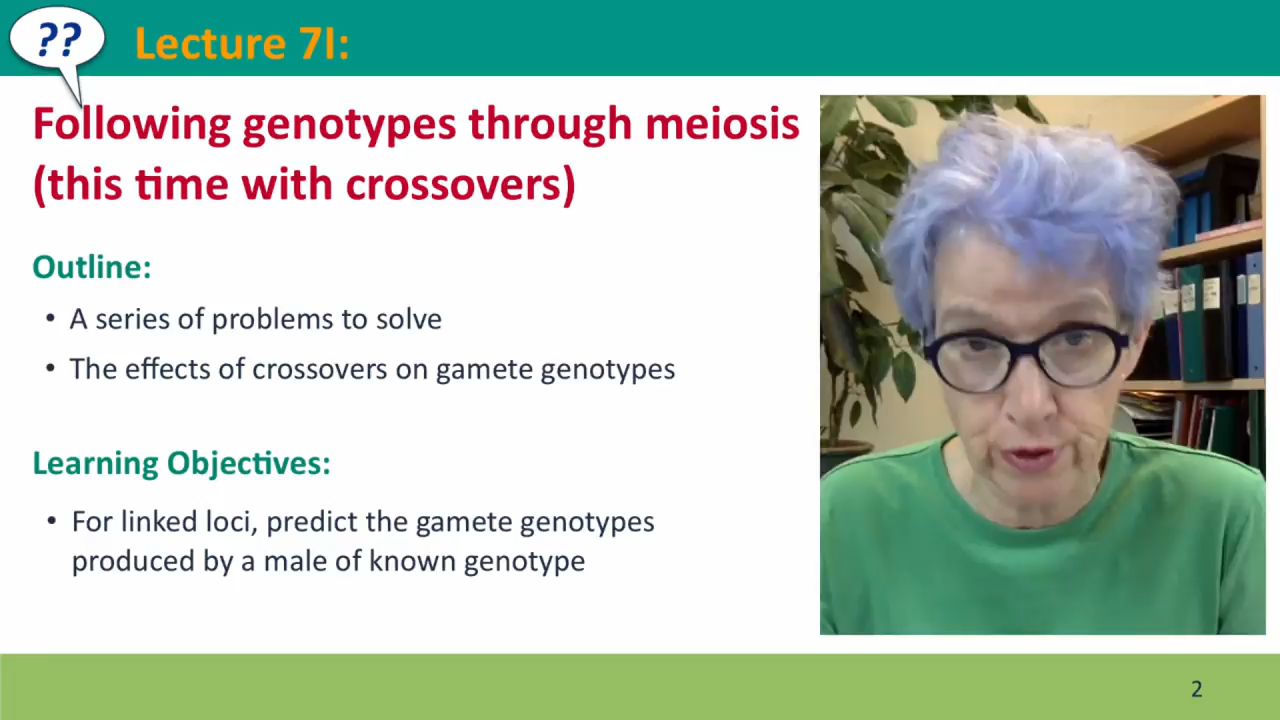 ??
Lecture 7I:
Following genotypes through meiosis
(this time with crossovers)
Outline:
• A series of problems to solve
• The effects of crossovers on gamete genotypes
Learning Objectives:
• For linked loci, predict the gamete genotypes
produced by a male of known genotype
2